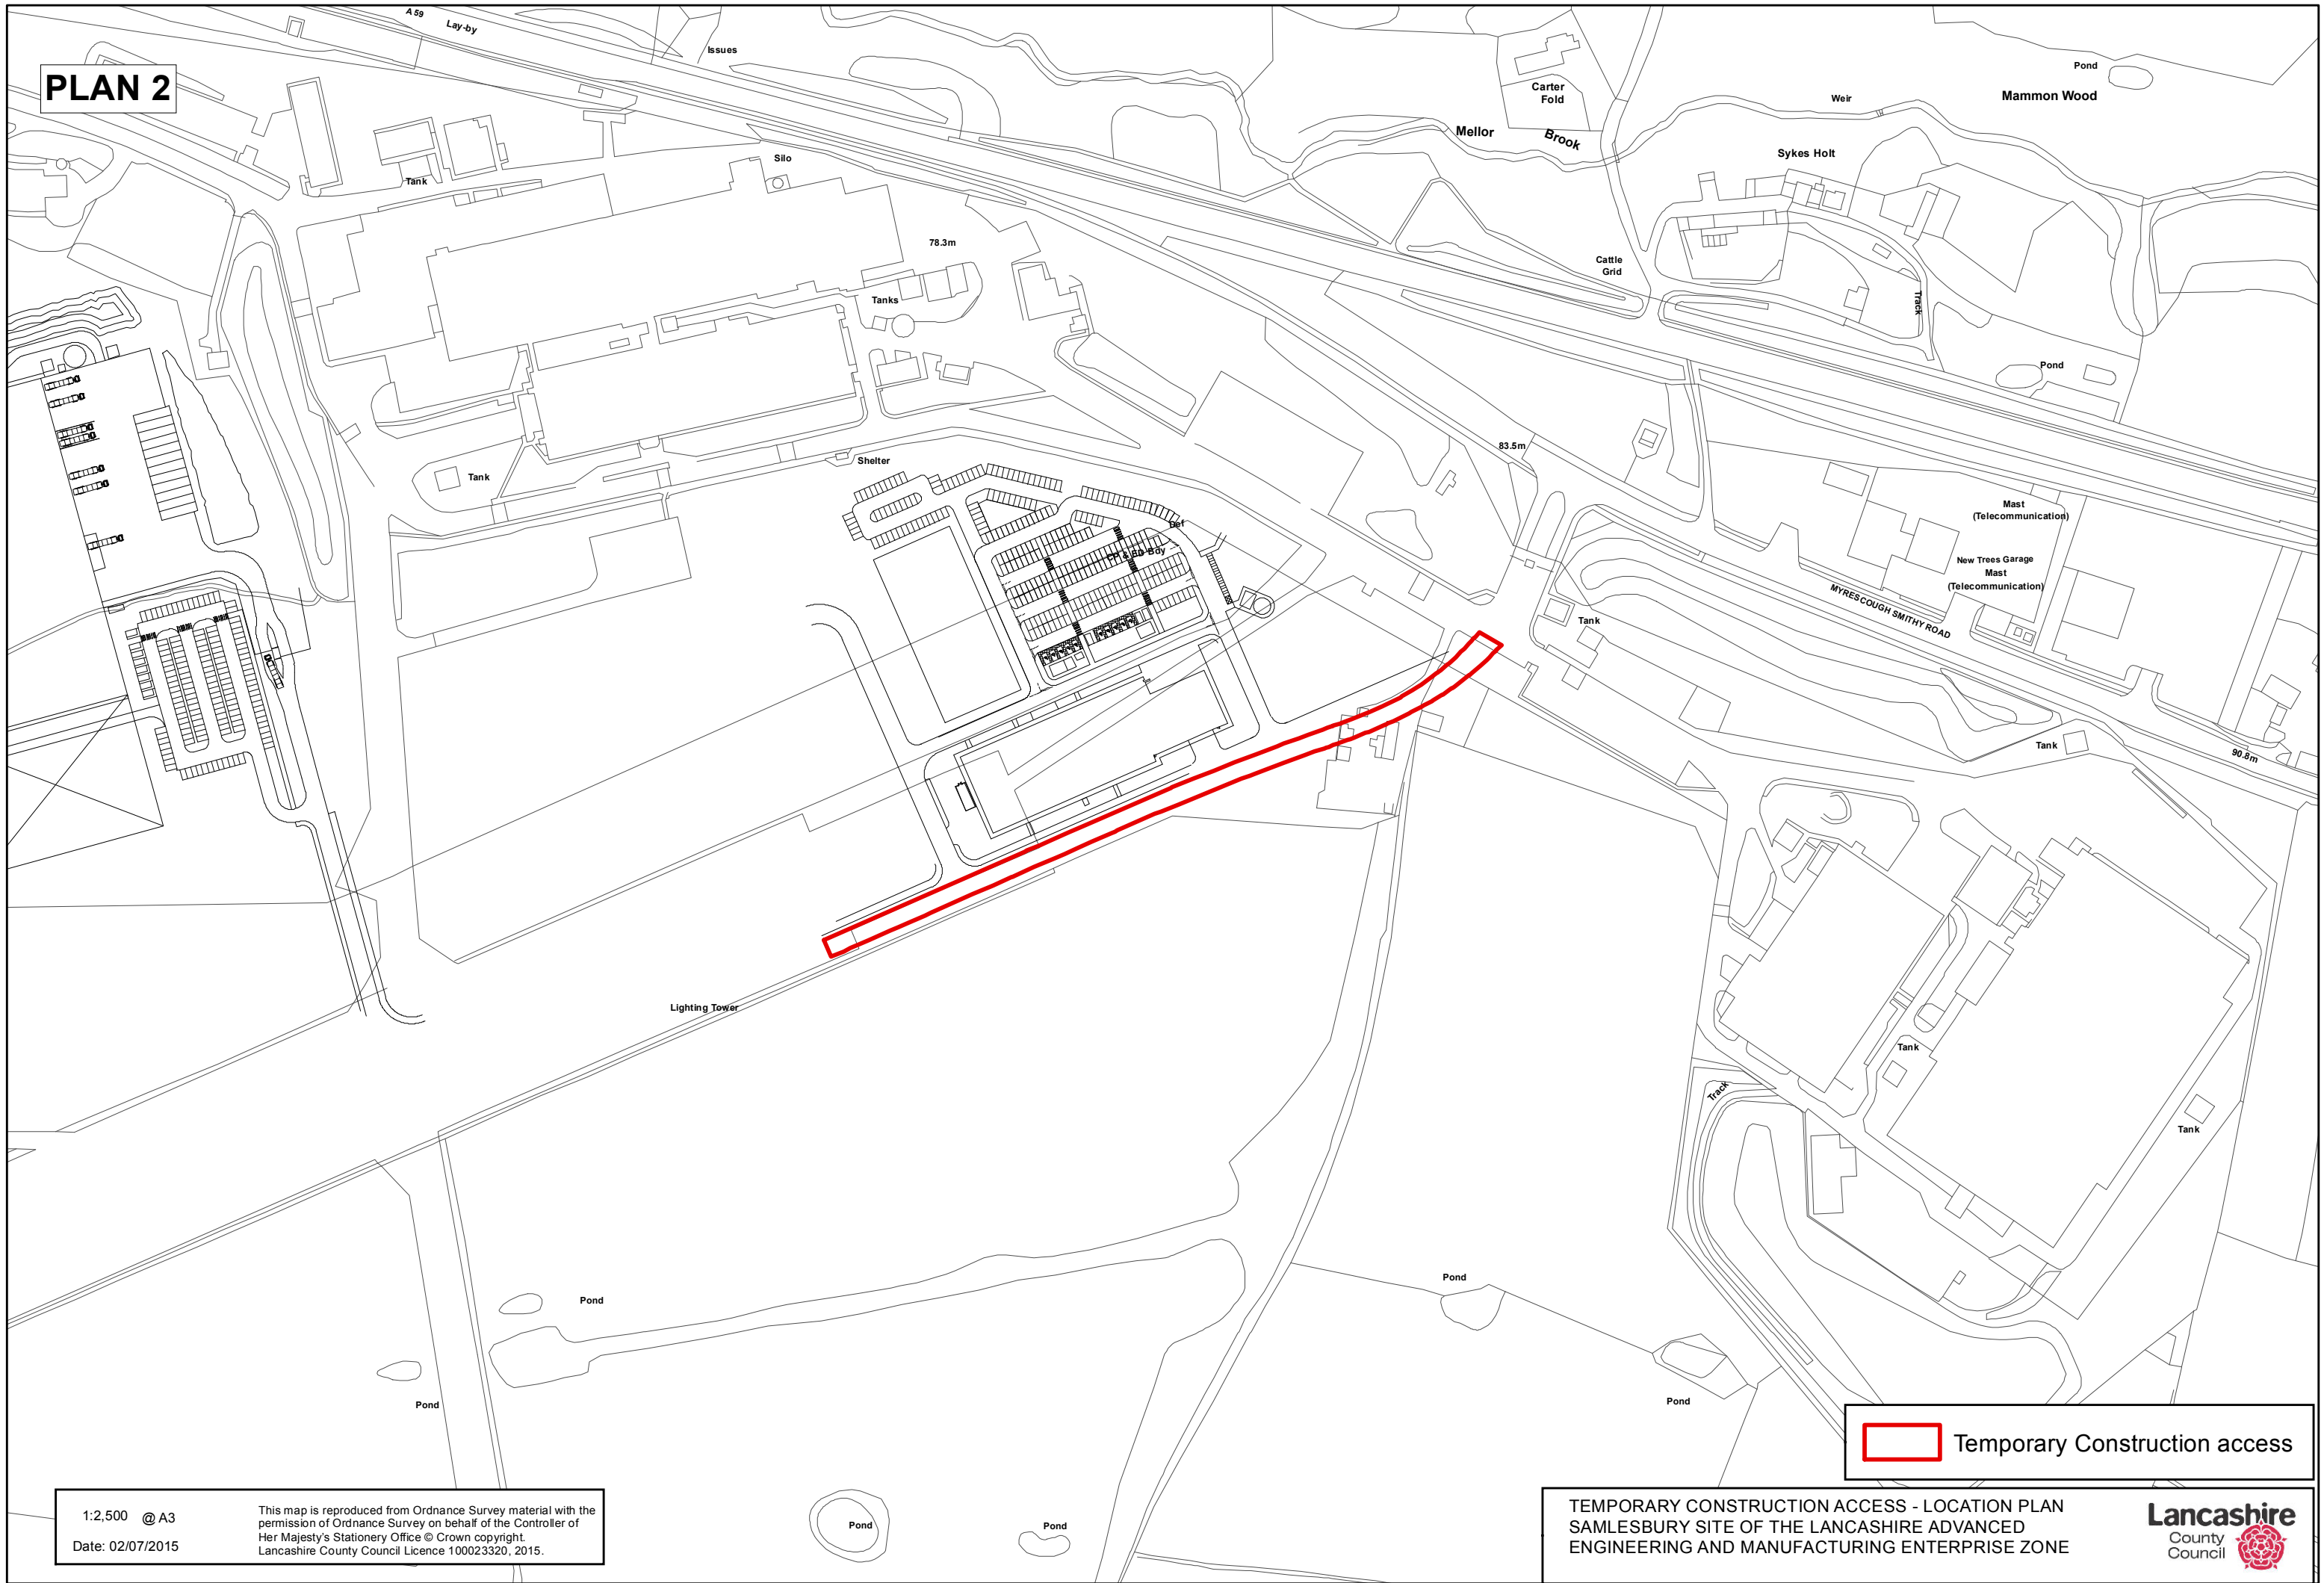 PLAN 2
A 59
Lay-by
Issues
Pond
Mammon Wood
Carter
Fold
Weir
Mellor
Brook
Sykes Holt
Silo
Tank
78.3m
Cattle
Grid
Tanks
Track
Pond
83.5m
Shelter
Tank
Mast
(Telecommunication)
Def
CP & ED Bdy
New Trees Garage
Mast
(Telecommunication)
MYRESCOUGH SMITHY ROAD
Tank
Tank
90.8m
Lighting Tower
Tank
Track
Tank
Pond
Pond
Pond
Pond
Pond
Pond
Temporary Construction access
1:2,500 @ A3
Date: 02/07/2015
This map is reproduced from Ordnance Survey material with the
permission of Ordnance Survey on behalf of the Controller of
Her Majesty's Stationery Office © Crown copyright.
Lancashire County Council Licence 100023320, 2015.
TEMPORARY CONSTRUCTION ACCESS - LOCATION PLAN
SAMLESBURY SITE OF THE LANCASHIRE ADVANCED
ENGINEERING AND MANUFACTURING ENTERPRISE ZONE
Lancashire
County
Council